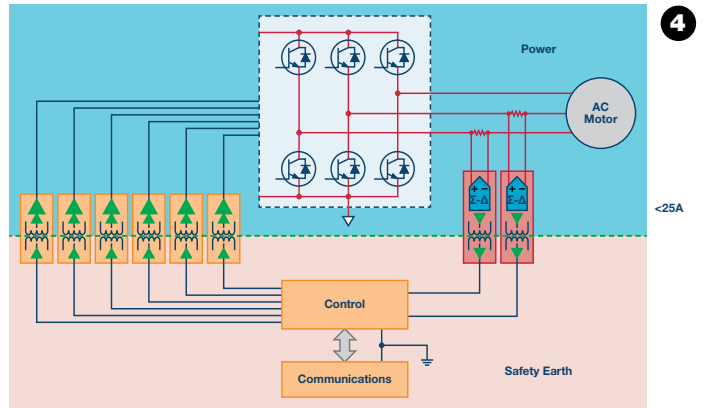 4
Power
AC
Motor
+ −
Σ-Δ
+ −
Σ-Δ
<25A
Control
Communications
Safety Earth